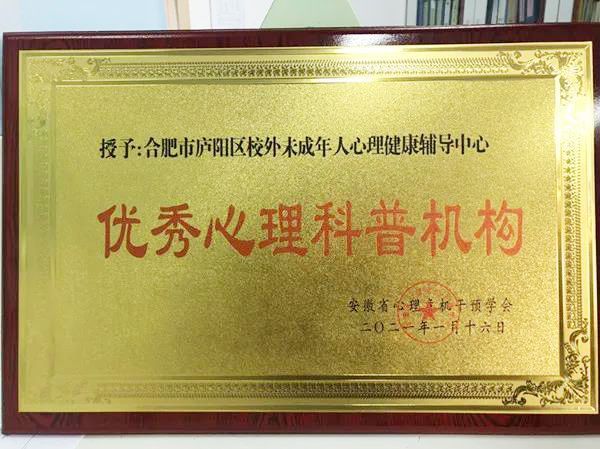 授予:合肥市庐阳区校外未成年人心理健康辅导中心
优秀心理科普机构
安徽省心理危机干预学会
二〇二一年一月十六日